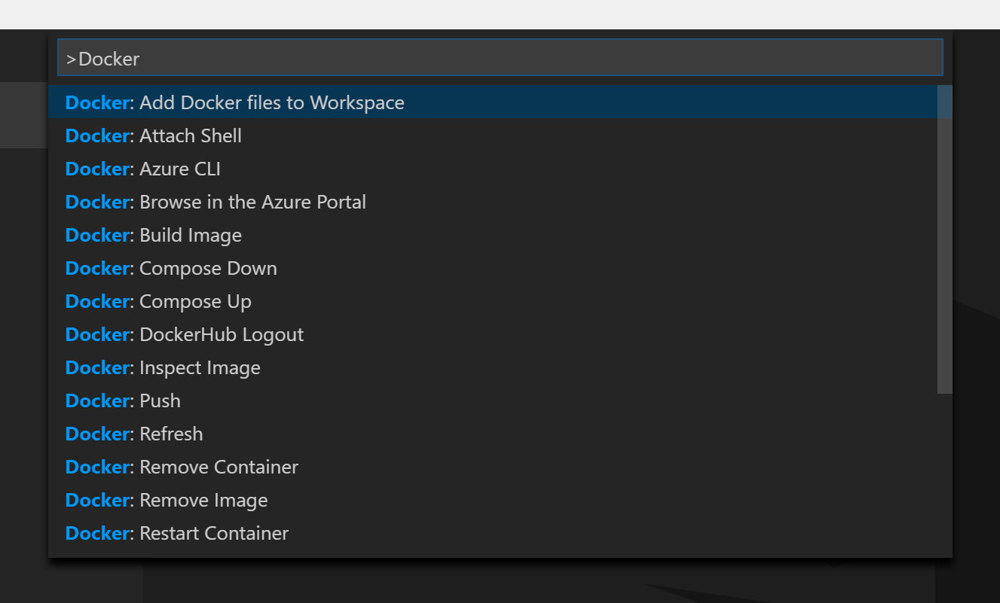 >Docker
Docker: Add Docker files to Workspace
Docker: Attach Shell
Docker: Azure CLI
Docker: Browse in the Azure Portal
Docker: Build Image
Docker: Compose Down
Docker: Compose Up
Docker: DockerHub Logout
Docker: Inspect Image
Docker: Push
Docker: Refresh
Docker: Remove Container
Docker: Remove Image
Docker: Restart Container